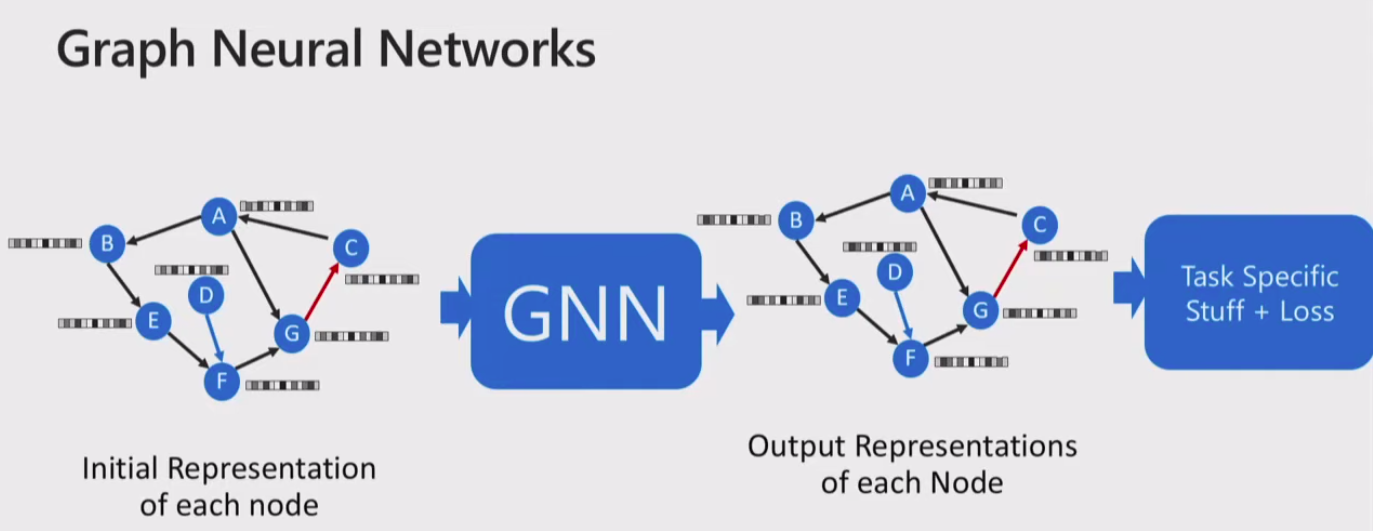 Graph Neural Networks
A
B
C
D
E
G
F
Initial Representation
of each node
GNN
A
B
C
D
E
G
F
Output Representations
of each Node
Task Specific
Stuff + Loss